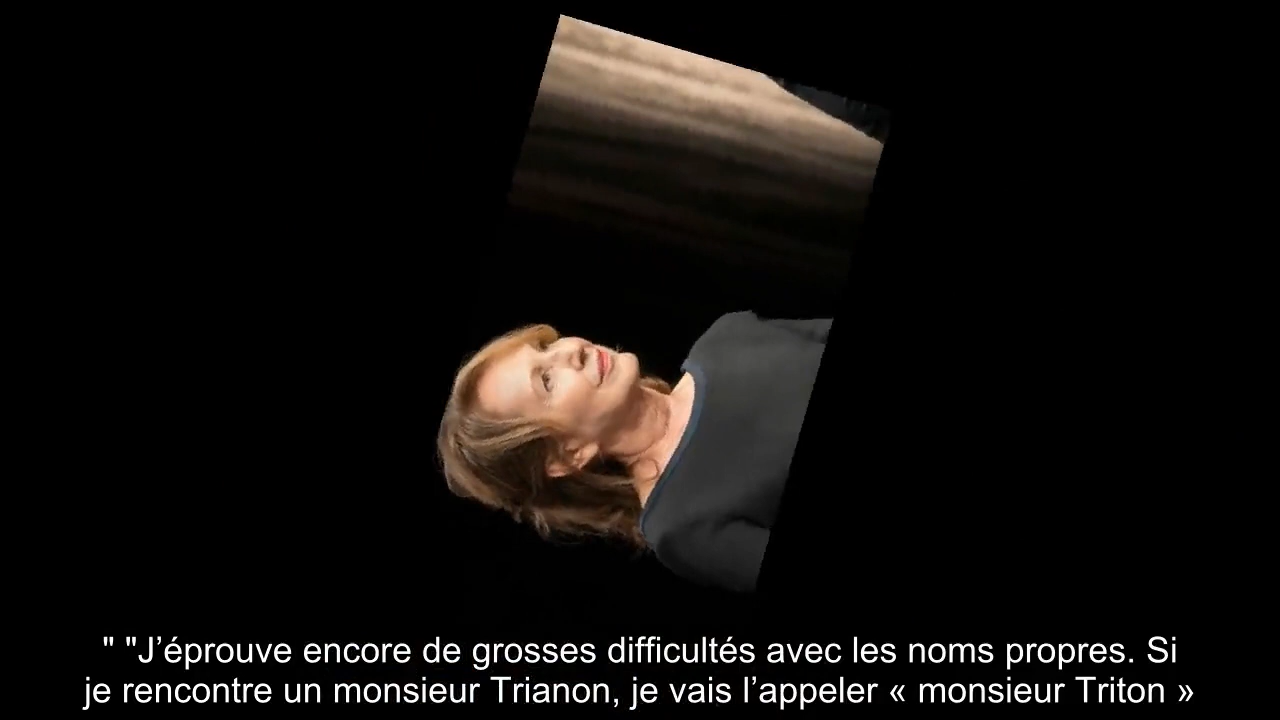 " "J’éprouve encore de grosses difficultés avec les noms propres. Si
je rencontre un monsieur Trianon, je vais l’appeler « monsieur Triton »